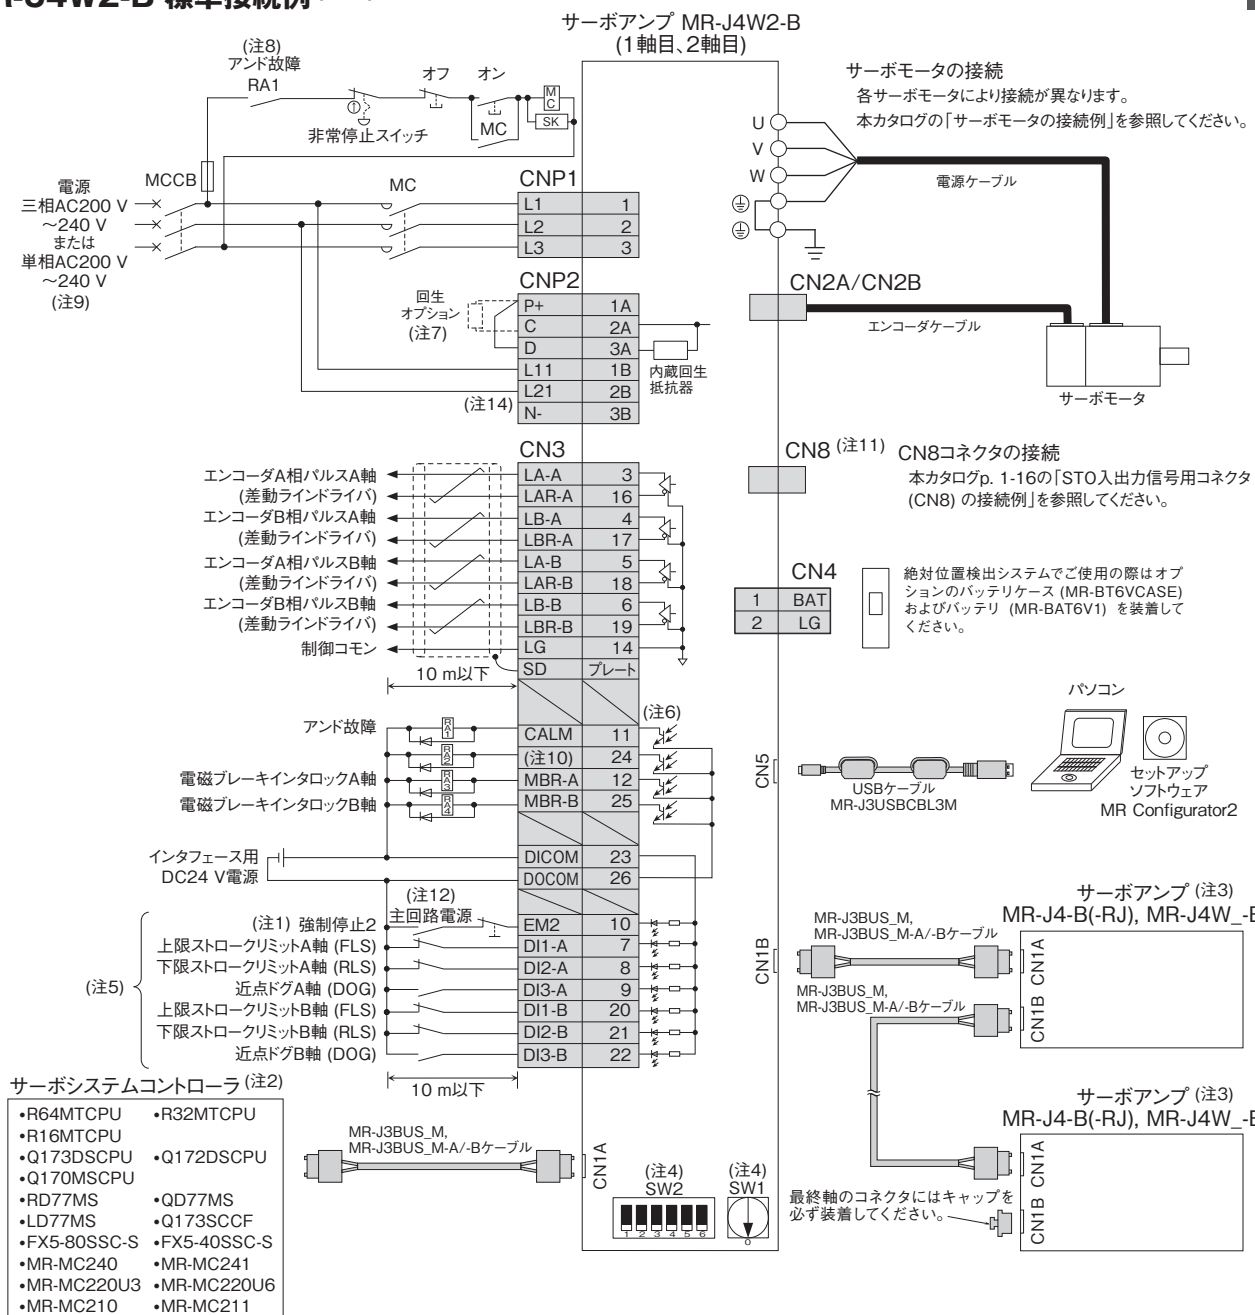 サーボアンプ MR-J4W2-B
(1軸目、2軸目)
(注8)
アンド故障
RA1
オフ
オン
非常停止スイッチ
MC
SK
MC
電源
三相AC200 V
～240 V
または
単相AC200 V
～240 V
(注9)
MCCB
MC
CNP1
L1 1
L2 2
L3 3
CNP2
回生
オプション
(注7)
P+ 1A
C 2A
D 3A
L11 1B
L21 2B
N- 3B
(注14)
内蔵回生
抵抗器
U
V
W
サーボモータの接続
各サーボモータにより接続が異なります。
本カタログの「サーボモータの接続例」を参照してください。
電源ケーブル
CN2A/CN2B
エンコーダケーブル
サーボモータ
CN3
エンコーダA相パルスA軸
(差動ラインドライバ)
エンコーダB相パルスA軸
(差動ラインドライバ)
エンコーダA相パルスB軸
(差動ラインドライバ)
エンコーダB相パルスB軸
(差動ラインドライバ)
制御コモン
LA-A 3
LAR-A 16
LB-A 4
LBR-A 17
LA-B 5
LAR-B 18
LB-B 6
LBR-B 19
LG 14
SD プレート
10 m以下
CN8 (注11)
CN8コネクタの接続
本カタログp. 1-16の「STO入出力信号用コネクタ
(CN8) の接続例」を参照してください。
CN4
1 BAT
2 LG
絶対位置検出システムでご使用の際はオプ
ションのバッテリケース (MR-BT6VCASE)
およびバッテリ (MR-BAT6V1) を装着して
ください。
アンド故障
電磁ブレーキインタロックA軸
電磁ブレーキインタロックB軸
RA1
RA2
RA3
RA4
(注6)
CALM 11
(注10) 24
MBR-A 12
MBR-B 25
インタフェース用
DC24 V電源
DICOM 23
DOCOM 26
(注12)
主回路電源
(注1) 強制停止2
上限ストロークリミットA軸 (FLS)
下限ストロークリミットA軸 (RLS)
近点ドグA軸 (DOG)
上限ストロークリミットB軸 (FLS)
下限ストロークリミットB軸 (RLS)
近点ドグB軸 (DOG)
(注5)
EM2 10
DI1-A 7
DI2-A 8
DI3-A 9
DI1-B 20
DI2-B 21
DI3-B 22
10 m以下
CN5
USBケーブル
MR-J3USBCBL3M
パソコン
セットアップ
ソフトウェア
MR Configurator2
サーボアンプ (注3)
MR-J4-B(-RJ), MR-J4W_-B
MR-J3BUS_M,
MR-J3BUS_M-A/-Bケーブル
CN1B
CN1A
CN1B
MR-J3BUS_M,
MR-J3BUS_M-A/-Bケーブル
サーボアンプ (注3)
MR-J4-B(-RJ), MR-J4W_-B
CN1A
CN1B
最終軸のコネクタにはキャップを
必ず装着してください。
サーボシステムコントローラ (注2)
•R64MTCPU •R32MTCPU
•R16MTCPU
•Q173DSCPU •Q172DSCPU
•Q170MSCPU
•RD77MS •QD77MS
•LD77MS •Q173SCCF
•FX5-80SSC-S •FX5-40SSC-S
•MR-MC240 •MR-MC241
•MR-MC220U3 •MR-MC220U6
•MR-MC210 •MR-MC211
MR-J3BUS_M,
MR-J3BUS_M-A/-Bケーブル
CN1A
(注4)
SW2
1 2 3 4 5 6
(注4)
SW1
0